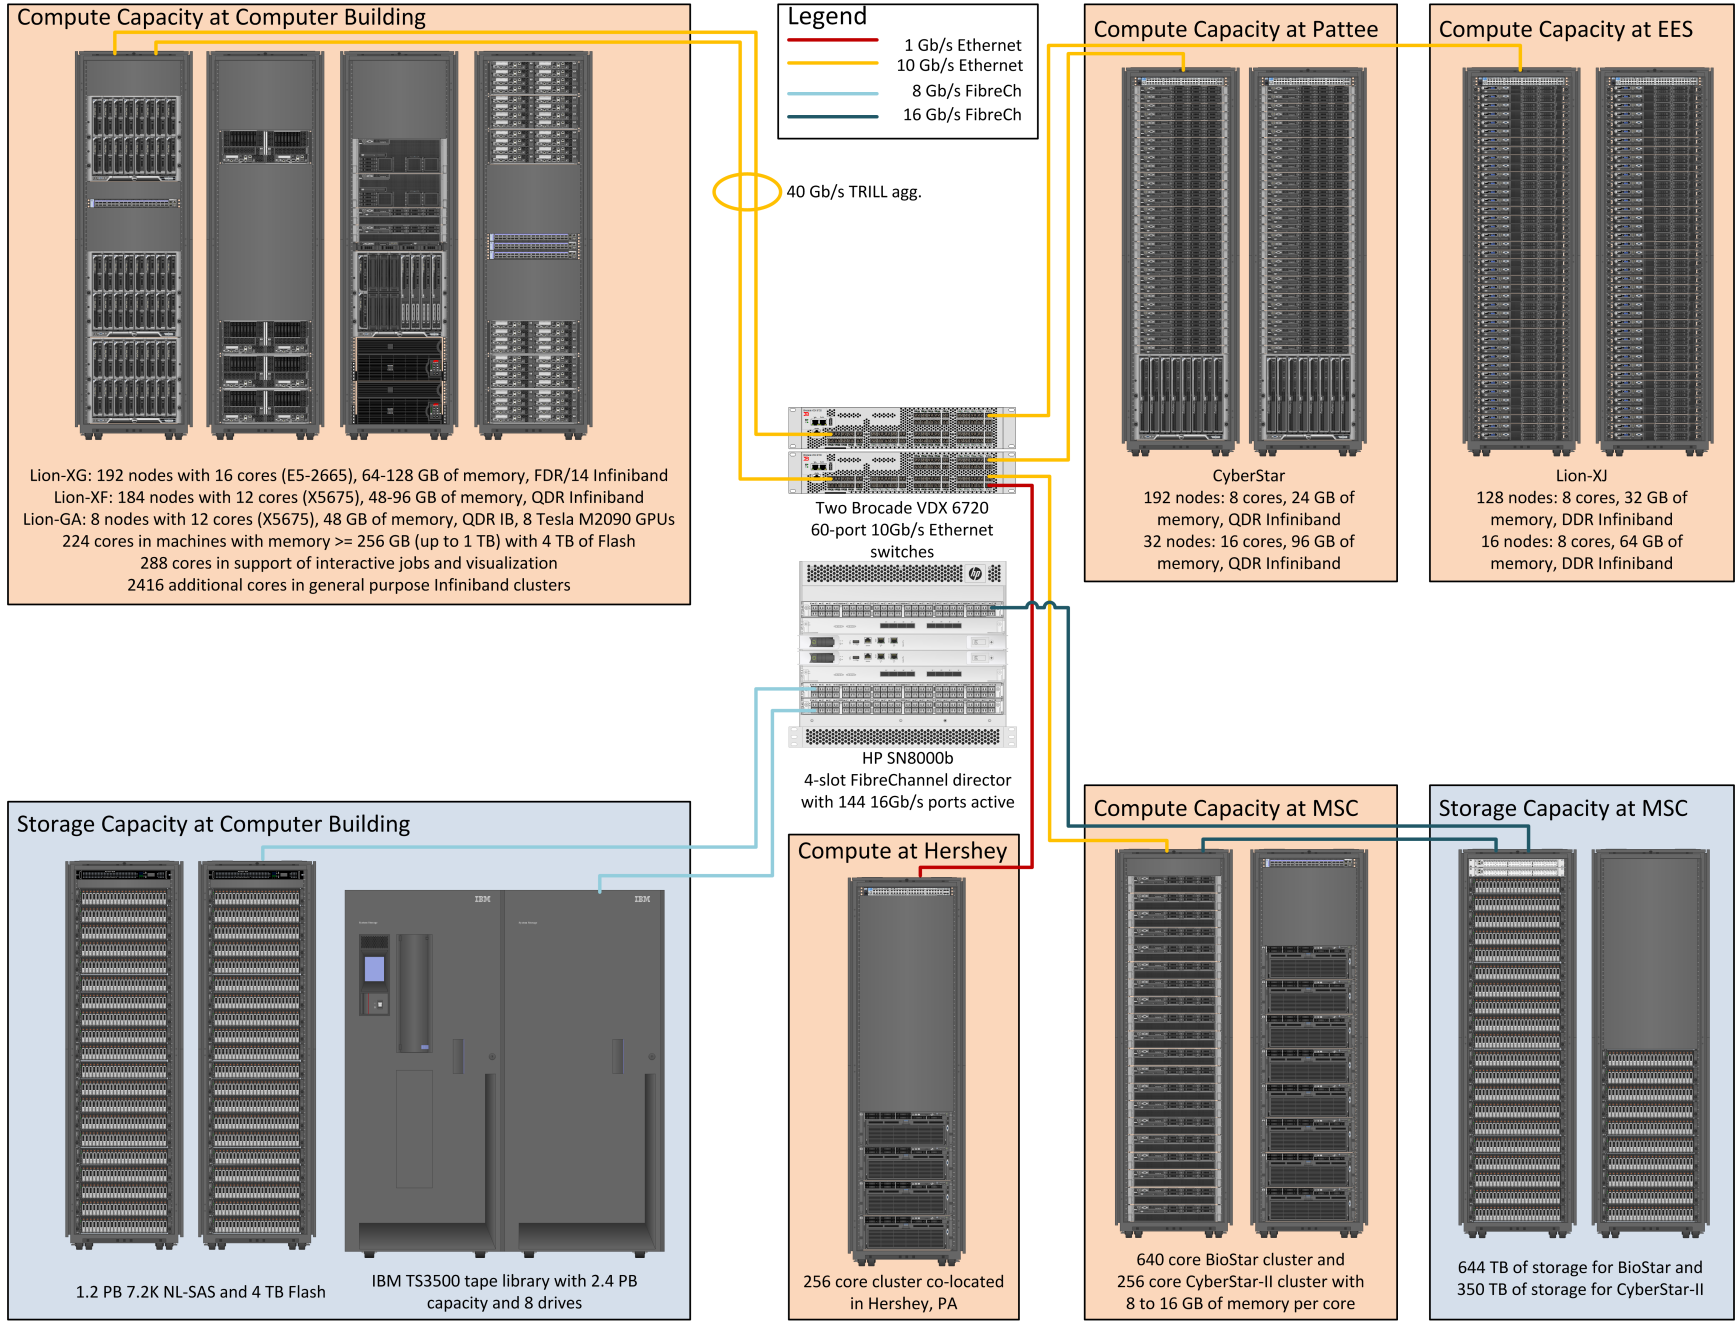 Compute Capacity at Computer Building
Lion-XG: 192 nodes with 16 cores (E5-2665), 64-128 GB of memory, FDR/14 Infiniband
Lion-XF: 184 nodes with 12 cores (X5675), 48-96 GB of memory, QDR Infiniband
Lion-GA: 8 nodes with 12 cores (X5675), 48 GB of memory, QDR IB, 8 Tesla M2090 GPUs
224 cores in machines with memory >= 256 GB (up to 1 TB) with 4 TB of Flash
288 cores in support of interactive jobs and visualization
2416 additional cores in general purpose Infiniband clusters
Legend
1 Gb/s Ethernet
10 Gb/s Ethernet
8 Gb/s FibreCh
16 Gb/s FibreCh
40 Gb/s TRILL agg.
Two Brocade VDX 6720
60-port 10Gb/s Ethernet
switches
hp
HP SN8000b
4-slot FibreChannel director
with 144 16Gb/s ports active
Compute Capacity at Pattee
CyberStar
192 nodes: 8 cores, 24 GB of
memory, QDR Infiniband
32 nodes: 16 cores, 96 GB of
memory, QDR Infiniband
Compute Capacity at EES
Lion-XJ
128 nodes: 8 cores, 32 GB of
memory, DDR Infiniband
16 nodes: 8 cores, 64 GB of
memory, DDR Infiniband
Storage Capacity at Computer Building
IBM
IBM
1.2 PB 7.2K NL-SAS and 4 TB Flash
IBM TS3500 tape library with 2.4 PB
capacity and 8 drives
Compute at Hershey
256 core cluster co-located
in Hershey, PA
Compute Capacity at MSC
640 core BioStar cluster and
256 core CyberStar-II cluster with
8 to 16 GB of memory per core
Storage Capacity at MSC
644 TB of storage for BioStar and
350 TB of storage for CyberStar-II